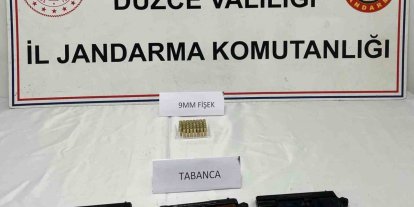 DÜZCE VALİLİĞİ
İL JANDARMA KOMUTANLIĞI
9MM FİŞEK
TABANCA